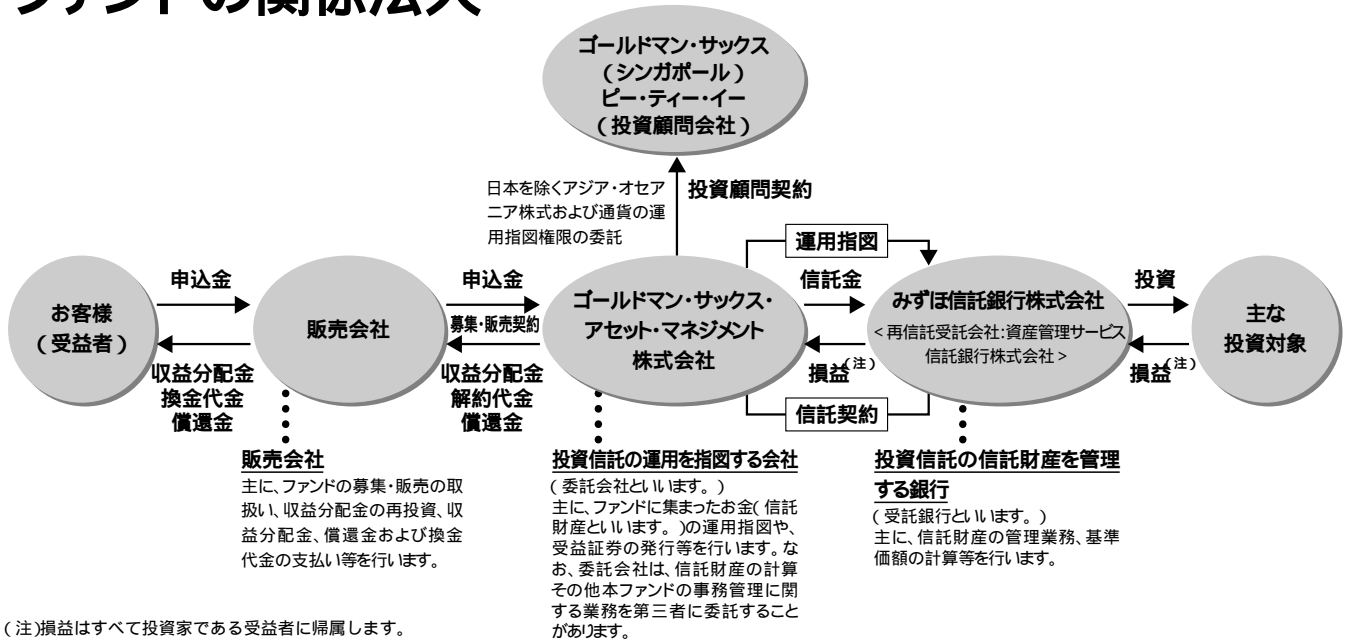 ファンドの関係法人
ゴールドマン・サックス
(シンガポール)
ピー・ティー・イー
(投資顧問会社)
日本を除くアジア・オセア
ニア株式および通貨の運
用指図権限の委託
投資顧問契約
運用指図
お客様
(受益者)
申込金
収益分配金
換金代金
償還金
販売会社
申込金
募集・販売契約
収益分配金
解約代金
償還金
ゴールドマン・サックス・
アセット・マネジメント
株式会社
信託金
損益(注)
信託契約
みずほ信託銀行株式会社
<再信託受託会社:資産管理サービス
信託銀行株式会社>
投資
損益(注)
主な
投資対象
販売会社
主に、ファンドの募集・販売の取
扱い、収益分配金の再投資、収
益分配金、償還金および換金
代金の支払い等を行います。
投資信託の運用を指図する会社
(委託会社といいます。)
主に、ファンドに集まったお金(信託
財産といいます。)の運用指図や、
受益証券の発行等を行います。な
お、委託会社は、信託財産の計算
その他本ファンドの事務管理に関
する業務を第三者に委託すること
があります。
投資信託の信託財産を管理
する銀行
(受託銀行といいます。)
主に、信託財産の管理業務、基準
価額の計算等を行います。
(注)損益はすべて投資家である受益者に帰属します。